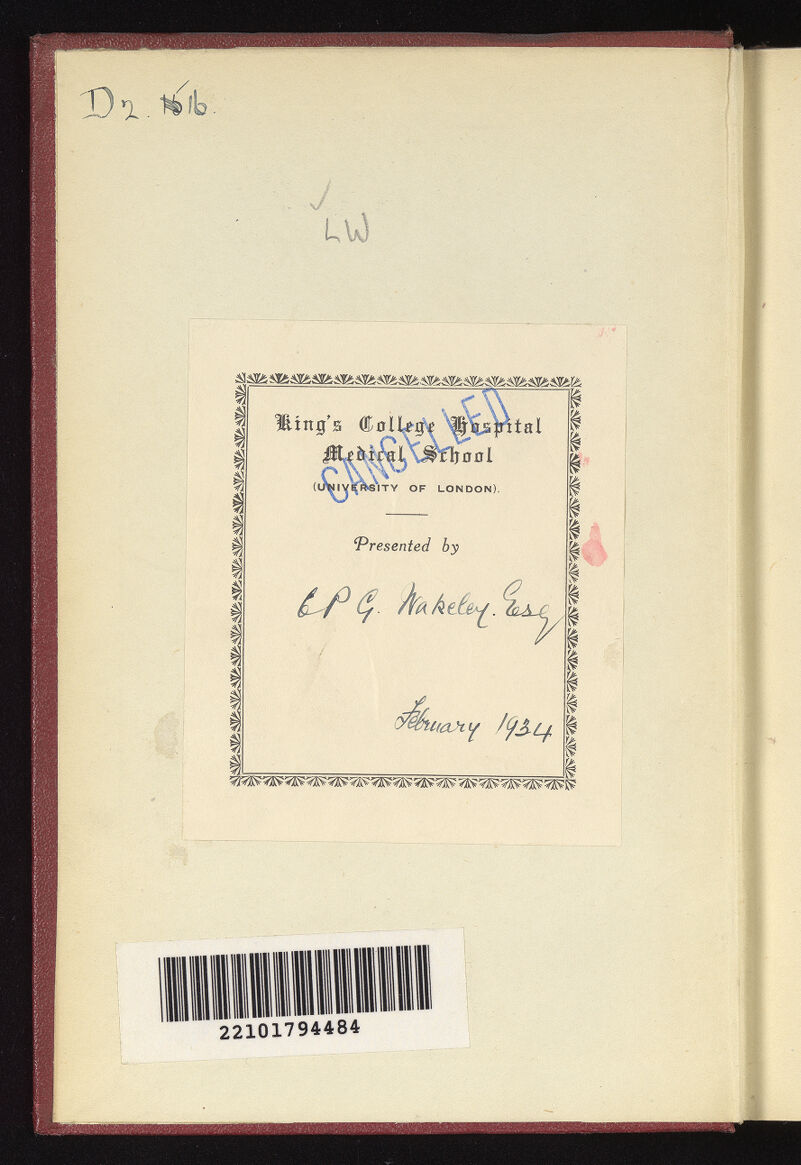 D2. 16.
LW
King's College Hospital
Medical School
CANCELLED
(UNIVERSITY OF LONDON).
Presented by
C P G. Wakeley. Esq
February 1934
22101794484